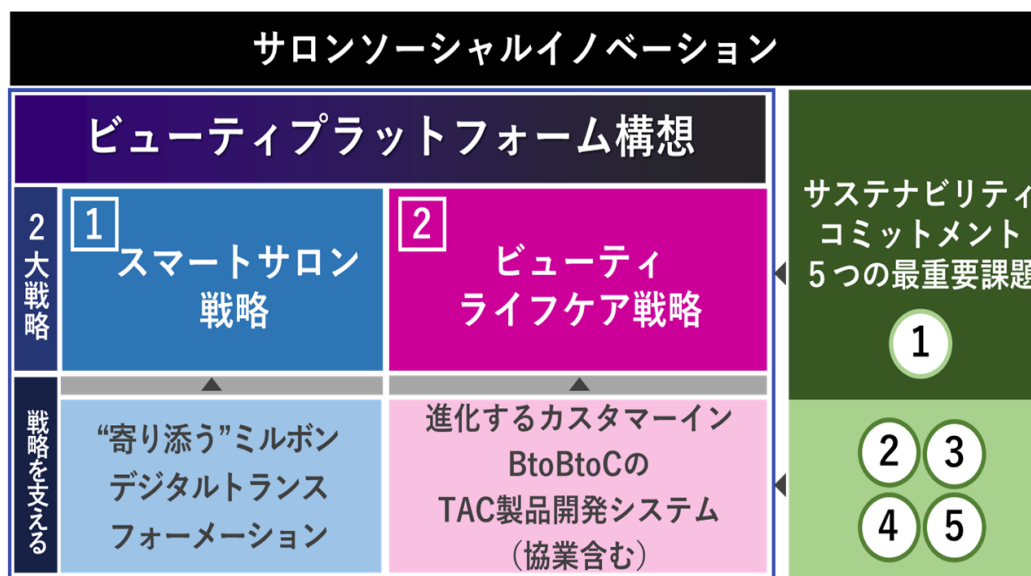 サロンソーシャルイノベーション
ビューティプラットフォーム構想
2大戦略
1
スマートサロン
戦略
2
ビューティ
ライフケア戦略
戦略を支える
“寄り添う”ミルボン
デジタルトランス
フォーメーション
進化するカスタマーイン
BtoBtoCの
TAC製品開発システム
（協業含む）
サステナビリティ
コミットメント
5つの最重要課題
1
2 3
4 5